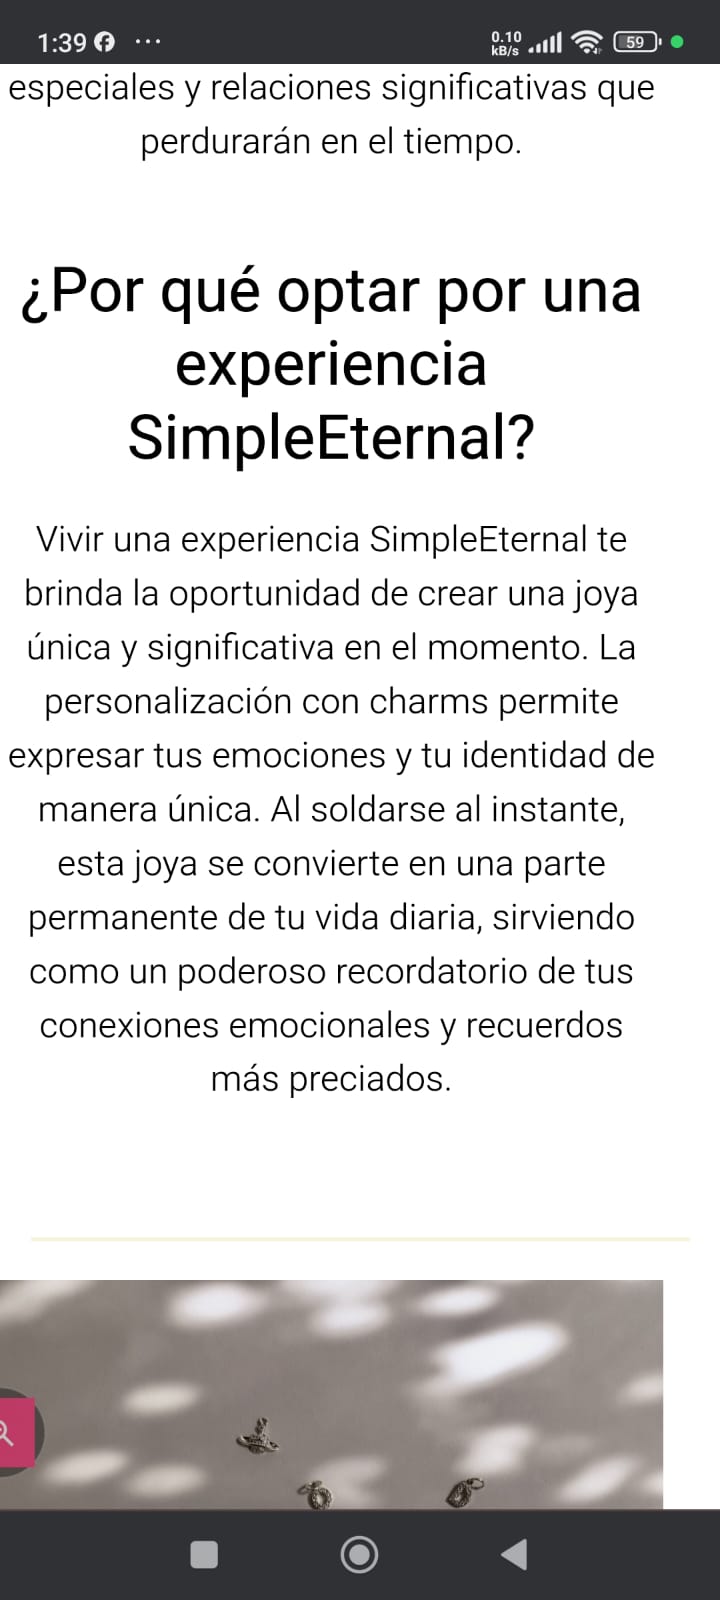 1:39
0.10
kB/s
59
especiales y relaciones significativas que
perdurarán en el tiempo.
¿Por qué optar por una
experiencia
SimpleEternal?
Vivir una experiencia SimpleEternal te
brinda la oportunidad de crear una joya
única y significativa en el momento. La
personalización con charms permite
expresar tus emociones y tu identidad de
manera única. Al soldarse al instante,
esta joya se convierte en una parte
permanente de tu vida diaria, sirviendo
como un poderoso recordatorio de tus
conexiones emocionales y recuerdos
más preciados.